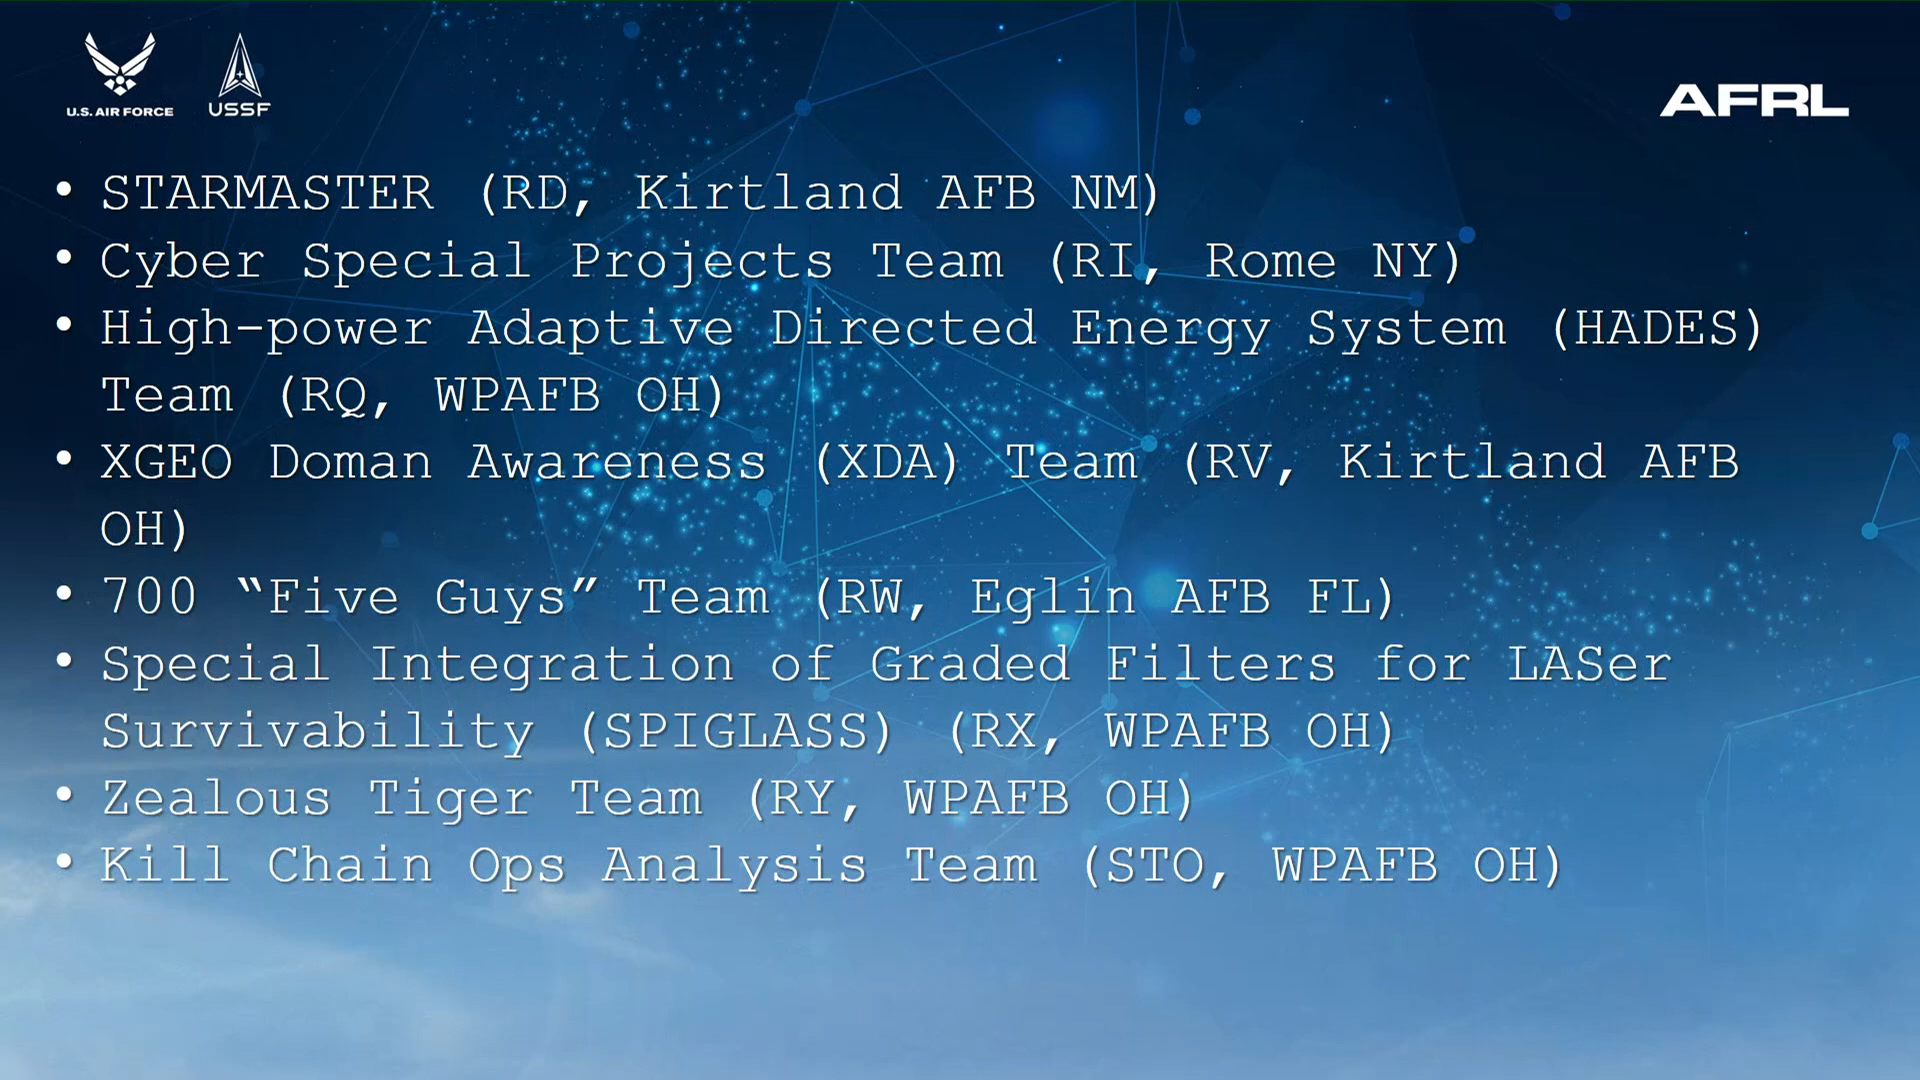 U.S. AIR FORCE
USSF
AFRL
• STARMASTER (RD, Kirtland AFB NM)
• Cyber Special Projects Team (RI, Rome NY)
• High-power Adaptive Directed Energy System (HADES)
Team (RQ, WPAFB OH)
• XGEO Doman Awareness (XDA) Team (RV, Kirtland AFB
OH)
• 700 “Five Guys” Team (RW, Eglin AFB FL)
• Special Integration of Graded Filters for LASer
Survivability (SPIGLASS) (RX, WPAFB OH)
• Zealous Tiger Team (RY, WPAFB OH)
• Kill Chain Ops Analysis Team (STO, WPAFB OH)